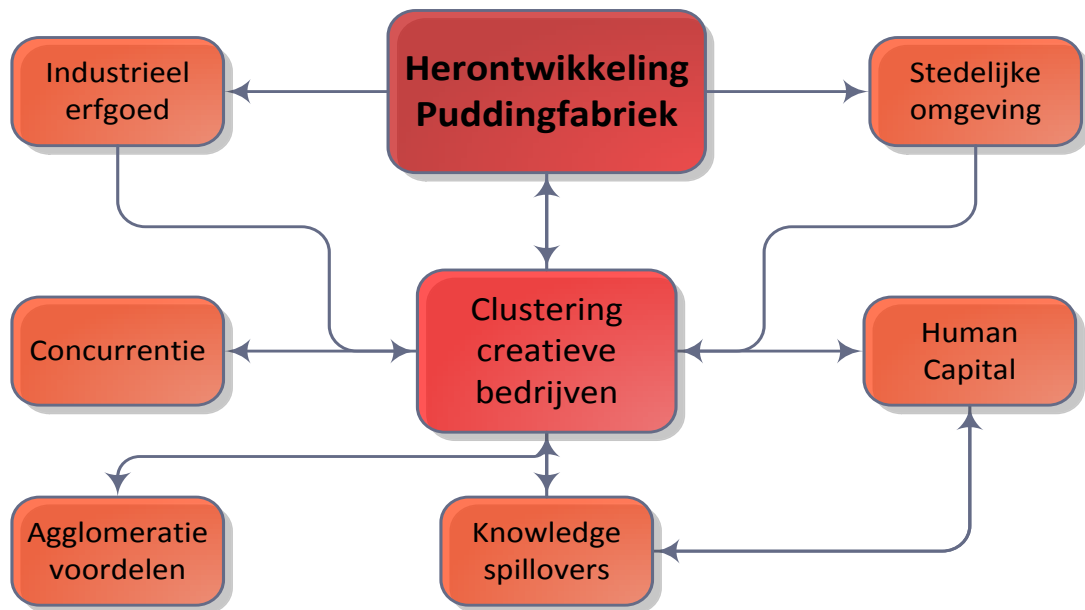 Industrieel
erfgoed
Herontwikkeling
Puddingfabriek
Stedelijke
omgeving
Concurrentie
Clustering
creatieve
bedrijven
Human
Capital
Agglomeratie
voordelen
Knowledge
spillovers